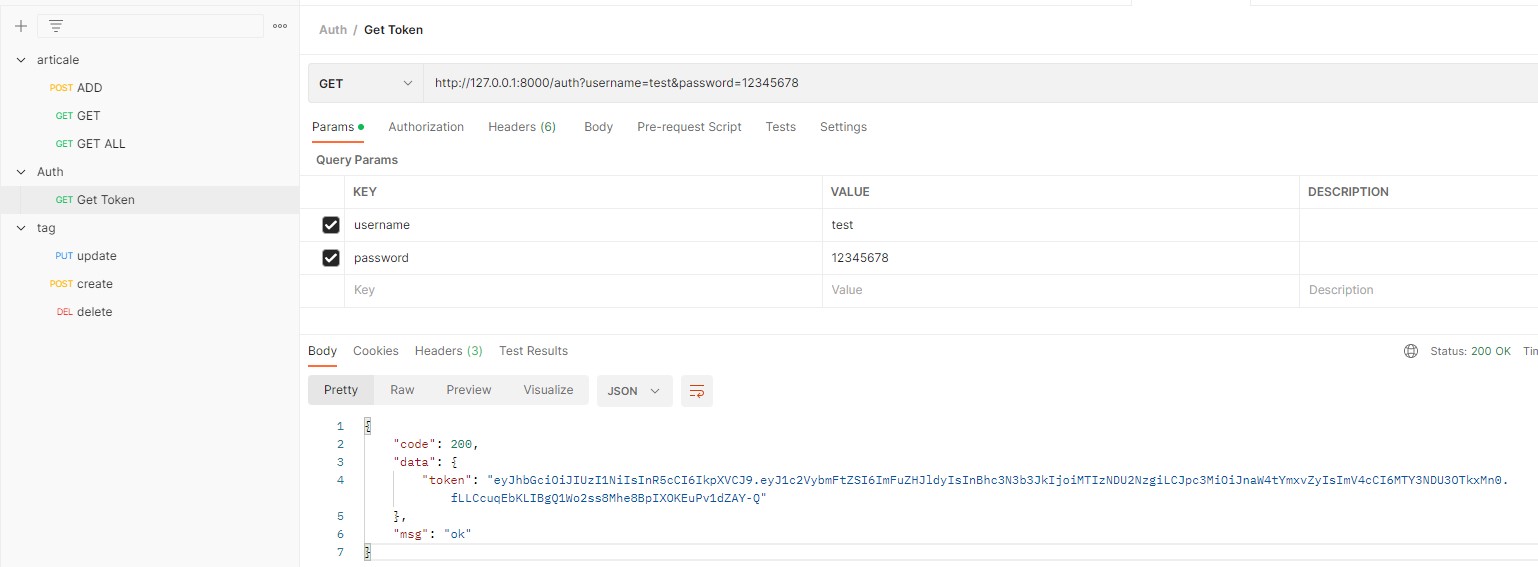 Auth / Get Token
articale
POST ADD
GET GET
GET GET ALL
Auth
GET Get Token
tag
PUT update
POST create
DEL delete
GET http://127.0.0.1:8000/auth?username=test&password=12345678
Params Authorization Headers (6) Body Pre-request Script Tests Settings
Query Params
KEY VALUE DESCRIPTION
username test
password 12345678
Key Value Description
Body Cookies Headers (3) Test Results Status: 200 OK Tin
Pretty Raw Preview Visualize JSON
1 {
2 "code": 200,
3 "data": {
4 "token": "eyJhbGciOiJIUzI1NiIsInR5cCI6IkpXVCJ9.eyJ1c2VybmFtZSI6ImFuZHJldyIsInBhc3N3b3JkIjoiMTIzNDU2NzgiLCJpc3MiOiJnaW4tYmxvZyIsImV4cCI6MTY3NDU3OTkxMn0.
fLLCcuqEbKLIBgQ1Wo2ss8Mhe8BpIXOKEuPv1dZAY-Q"
5 },
6 "msg": "ok"
7 }